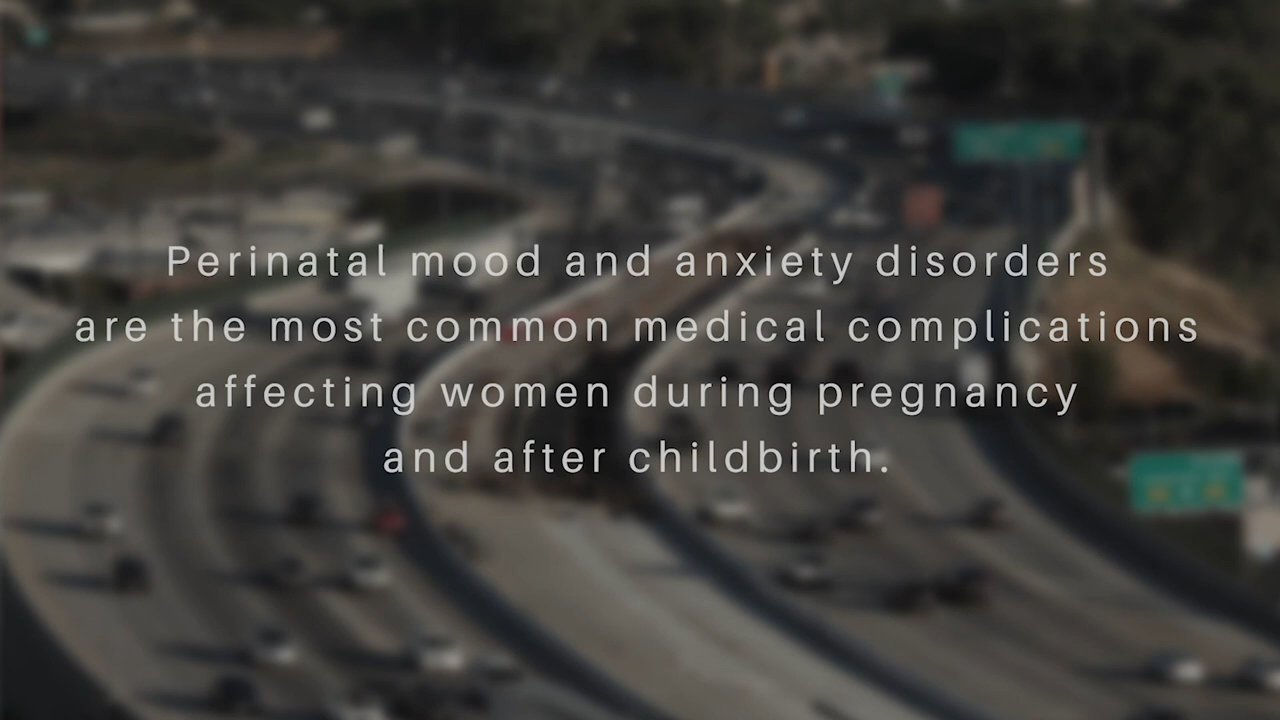 Perinatal mood and anxiety disorders
are the most common medical complications
affecting women during pregnancy
and after childbirth.